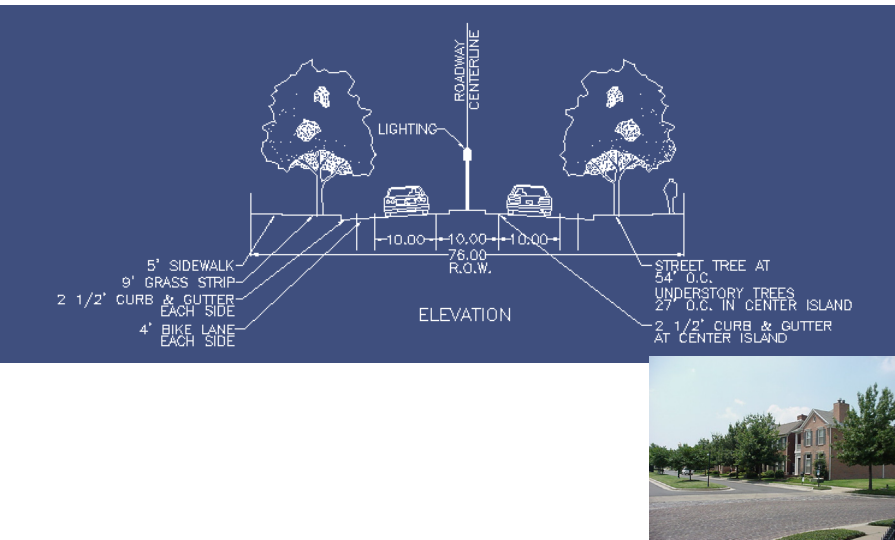 ROADWAY
CENTERLINE
LIGHTING
10.00 10.00 10.00
76.00
R.O.W.
5' SIDEWALK
9' GRASS STRIP
2 1/2' CURB & GUTTER
EACH SIDE
4' BIKE LANE
EACH SIDE
ELEVATION
STREET TREE AT
54' O.C.
UNDERSTORY TREES
27' O.C. IN CENTER ISLAND
2 1/2' CURB & GUTTER
AT CENTER ISLAND